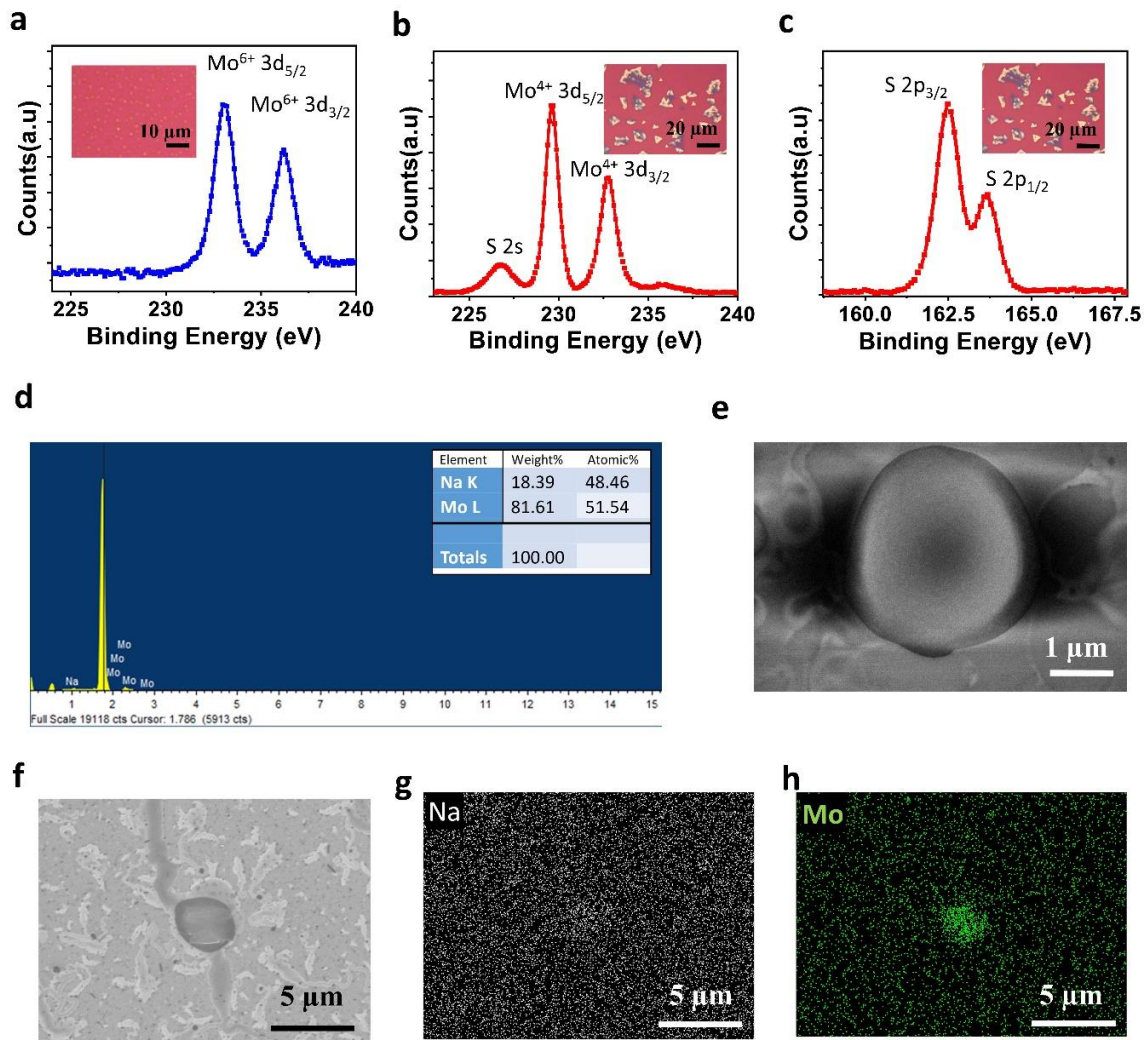 a
Mo⁶⁺ 3d₅/₂
Mo⁶⁺ 3d₃/₂
10 µm
Counts(a.u)
225 230 235 240
Binding Energy (eV)
b
Mo⁴⁺ 3d₅/₂
20 µm
Mo⁴⁺ 3d₃/₂
S 2s
Counts(a.u)
225 230 235 240
Binding Energy (eV)
c
S 2p₃/₂
20 µm
S 2p₁/₂
Counts(a.u)
160.0 162.5 165.0 167.5
Binding Energy (eV)
d
Element Weight% Atomic%
Na K 18.39 48.46
Mo L 81.61 51.54
Totals 100.00
Mo
Mo
Na Mo Mo Mo
1 2 3 4 5 6 7 8 9 10 11 12 13 14 15
Full Scale 19118 cts Cursor: 1.786 (5913 cts)
e
1 µm
f
5 µm
g
Na
5 µm
h
Mo
5 µm